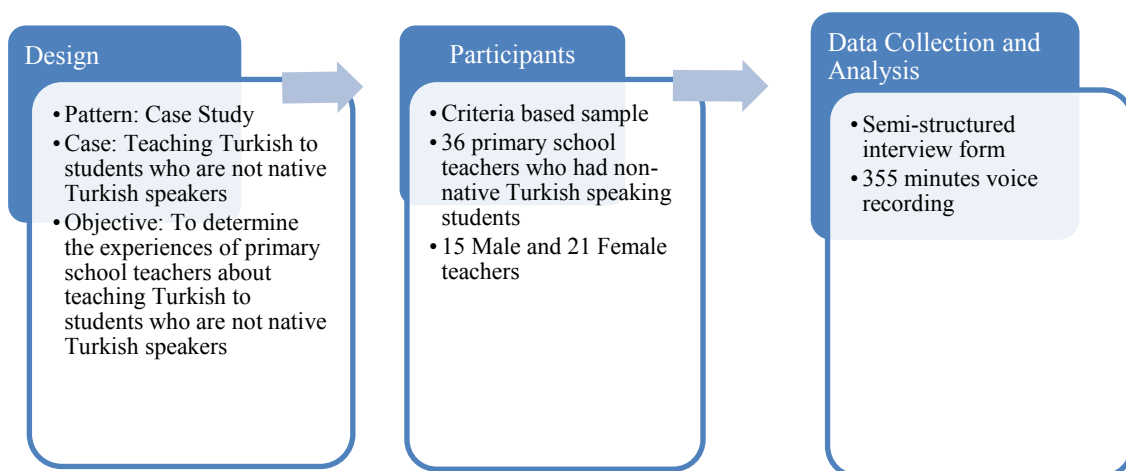 Design
• Pattern: Case Study
• Case: Teaching Turkish to
students who are not native
Turkish speakers
• Objective: To determine
the experiences of primary
school teachers about
teaching Turkish to
students who are not native
Turkish speakers
Participants
• Criteria based sample
• 36 primary school
teachers who had non-
native Turkish speaking
students
• 15 Male and 21 Female
teachers
Data Collection and
Analysis
• Semi-structured
interview form
• 355 minutes voice
recording